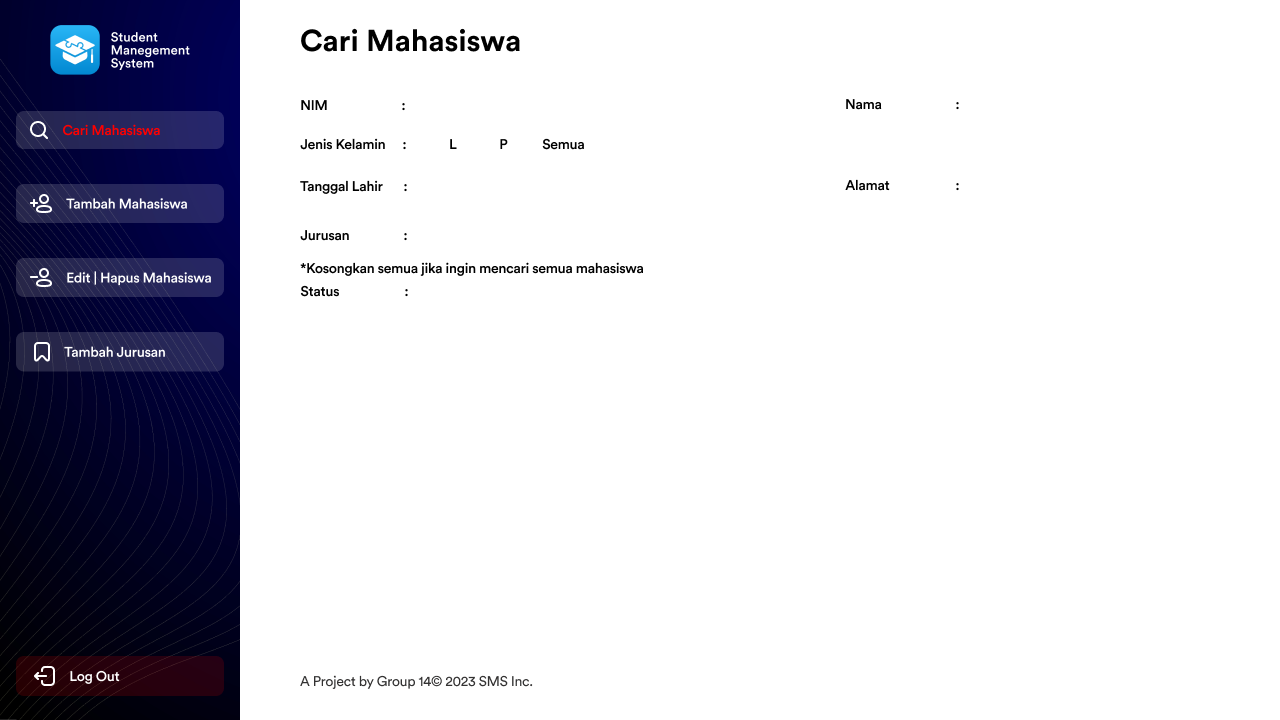 Student
Manegement
System
Cari Mahasiswa
Tambah Mahasiswa
Edit | Hapus Mahasiswa
Tambah Jurusan
Log Out
Cari Mahasiswa
NIM :
Nama :
Jenis Kelamin : L P Semua
Tanggal Lahir :
Alamat :
Jurusan :
*Kosongkan semua jika ingin mencari semua mahasiswa
Status :
A Project by Group 14© 2023 SMS Inc.